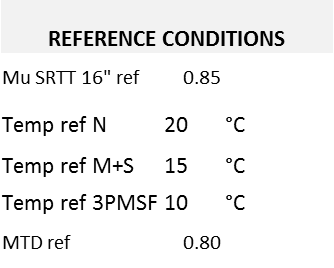 REFERENCE CONDITIONS
Mu SRTT 16" ref 0.85
Temp ref N 20 °C
Temp ref M+S 15 °C
Temp ref 3PMSF 10 °C
MTD ref 0.80